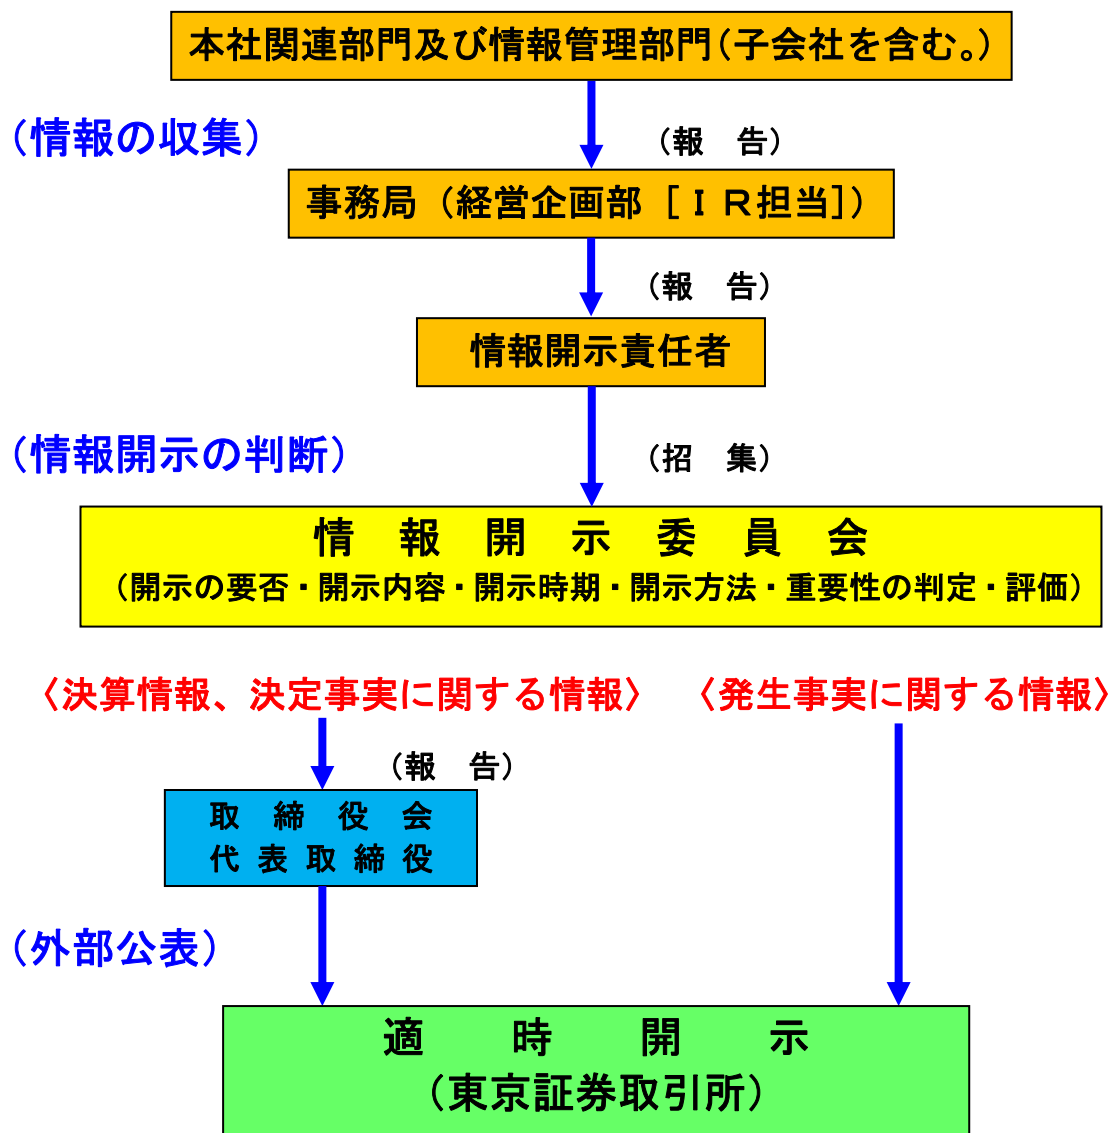 本社関連部門及び情報管理部門（子会社を含む。）
（情報の収集）
（報　告）
事務局（経営企画部［ＩＲ担当］）
（報　告）
情報開示責任者
（情報開示の判断）
（招　集）
情　報　開　示　委　員　会
（開示の要否・開示内容・開示時期・開示方法・重要性の判定・評価）
〈決算情報、決定事実に関する情報〉
〈発生事実に関する情報〉
（報　告）
取　締　役　会
代 表 取 締 役
（外部公表）
適　時　開　示
（東京証券取引所）